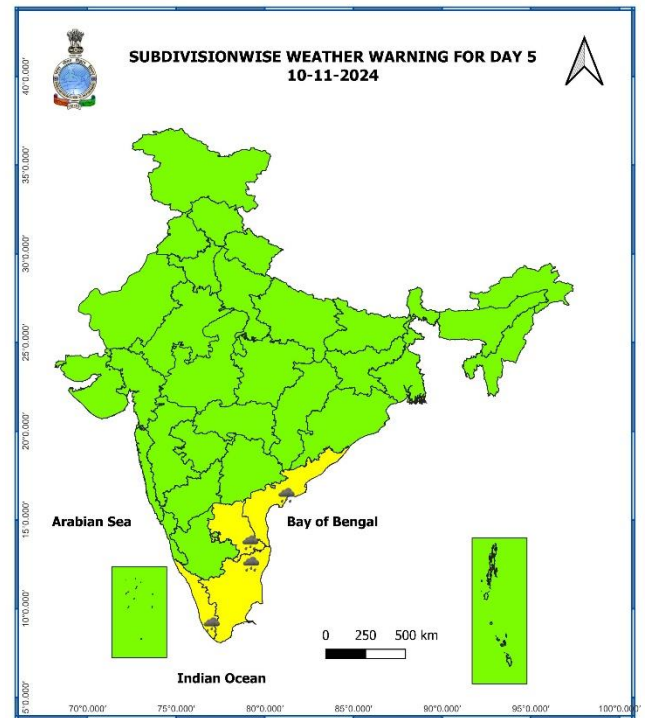 SUBDIVISIONWISE WEATHER WARNING FOR DAY 5
10-11-2024
40°0.000'
35°0.000'
30°0.000'
25°0.000'
20°0.000'
15°0.000'
10°0.000'
5°0.000'
Arabian Sea
Bay of Bengal
0 250 500 km
Indian Ocean
70°0.000' 75°0.000' 80°0.000' 85°0.000' 90°0.000' 95°0.000' 100°0.000'